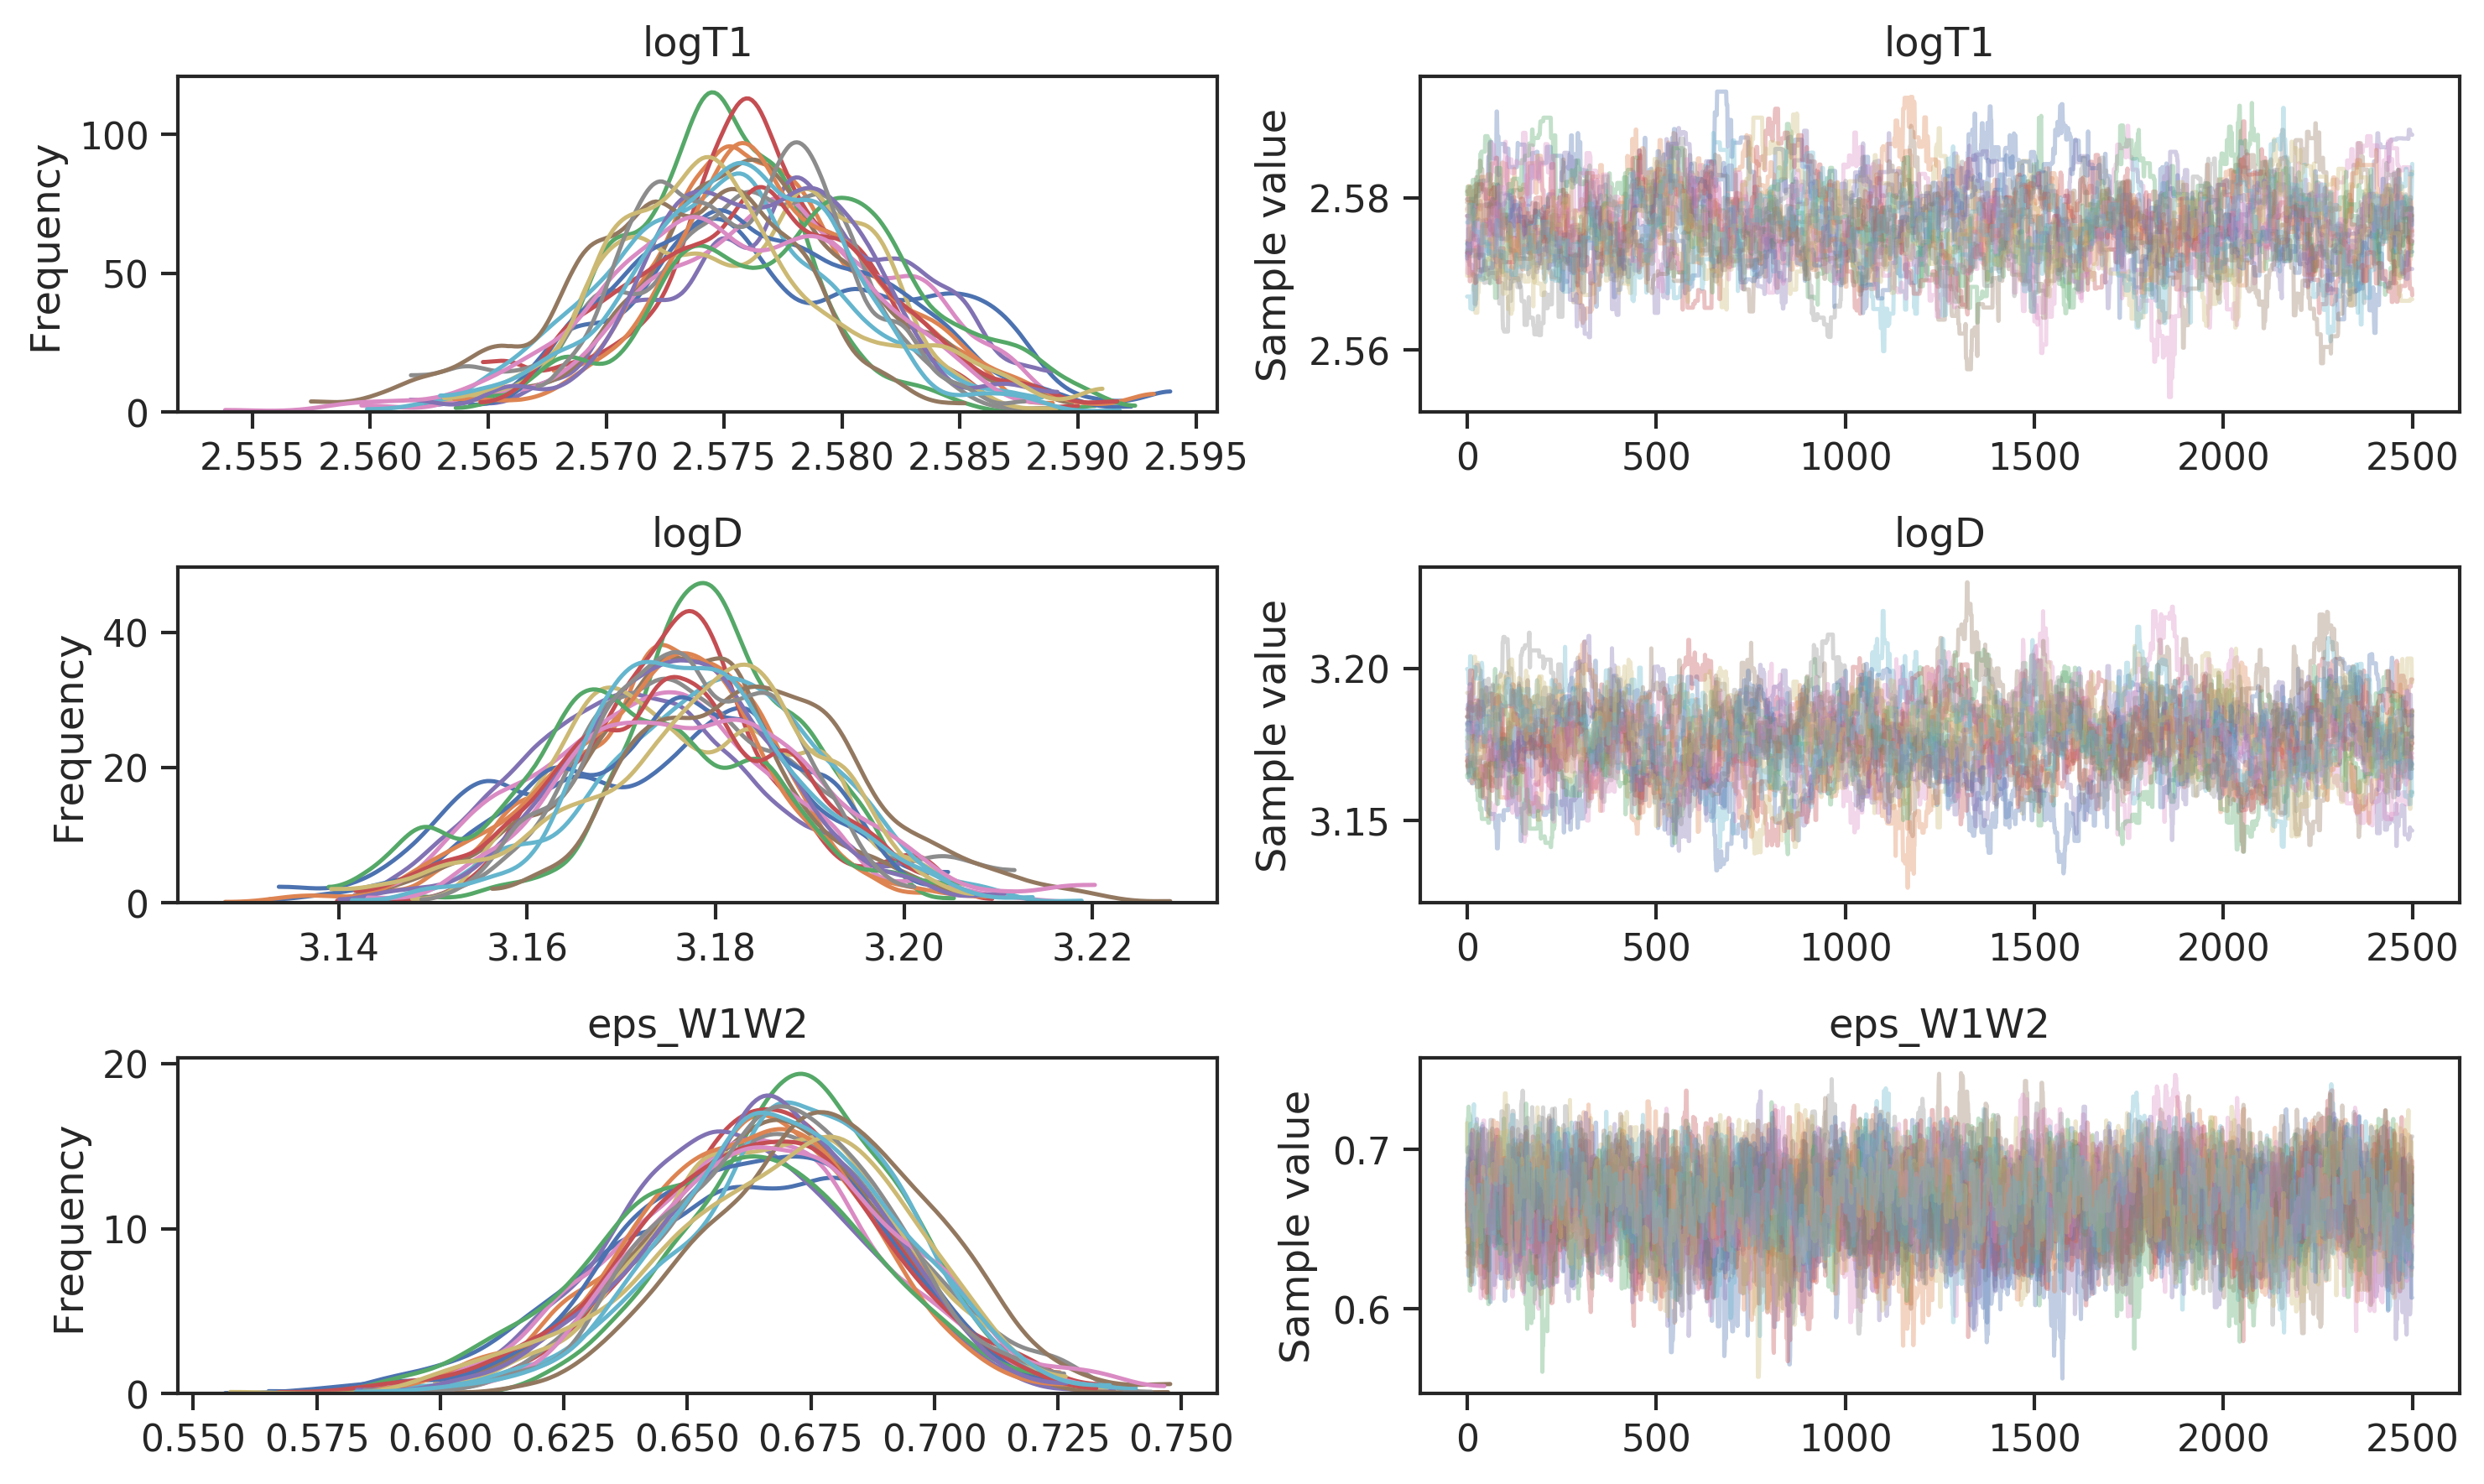 logT1
Frequency
100
50
0
2.555 2.560 2.565 2.570 2.575 2.580 2.585 2.590 2.595
logT1
Sample value
2.58
2.56
0 500 1000 1500 2000 2500
logD
Frequency
40
20
0
3.14 3.16 3.18 3.20 3.22
logD
Sample value
3.20
3.15
0 500 1000 1500 2000 2500
eps_W1W2
Frequency
20
10
0
0.550 0.575 0.600 0.625 0.650 0.675 0.700 0.725 0.750
eps_W1W2
Sample value
0.7
0.6
0 500 1000 1500 2000 2500